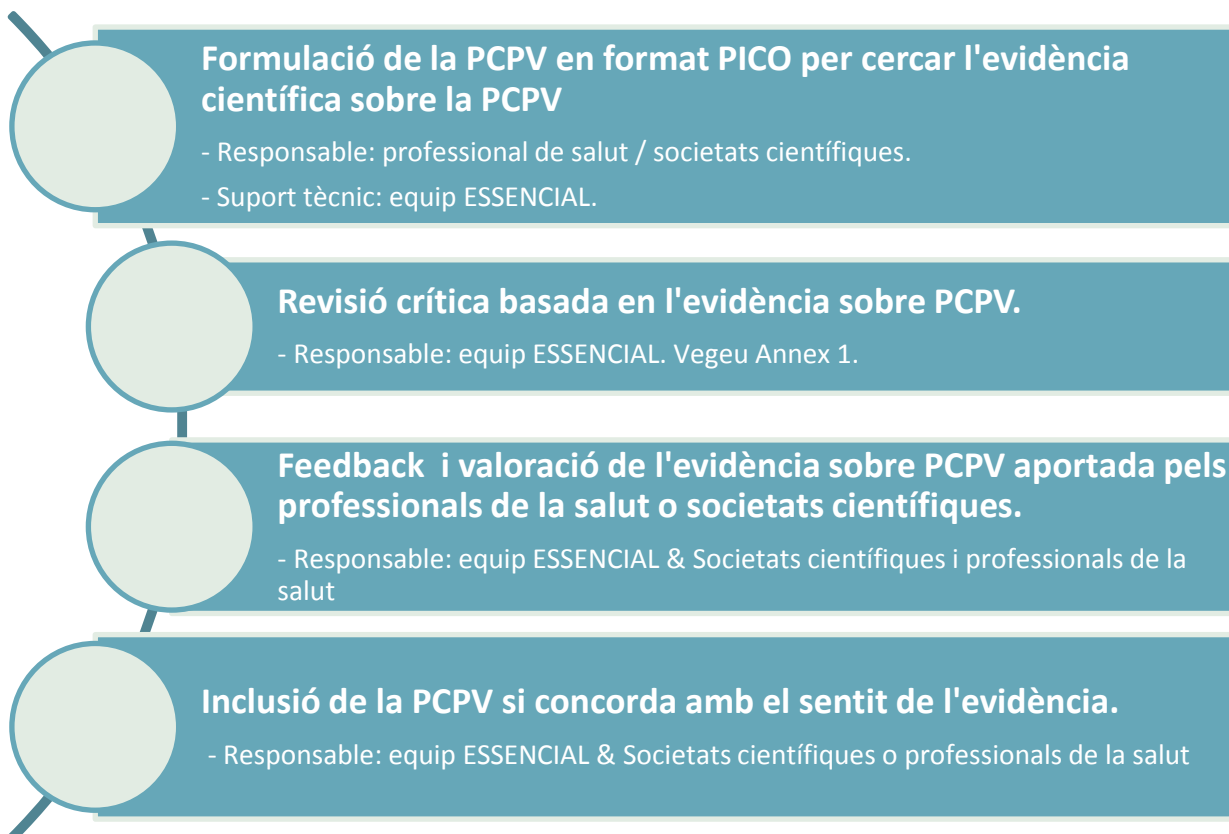 Formulació de la PCPV en format PICO per cercar l'evidència
científica sobre la PCPV
- Responsable: professional de salut / societats científiques.
- Suport tècnic: equip ESSENCIAL.
Revisió crítica basada en l'evidència sobre PCPV.
- Responsable: equip ESSENCIAL. Vegeu Annex 1.
Feedback  i valoració de l'evidència sobre PCPV aportada pels
professionals de la salut o societats científiques.
- Responsable: equip ESSENCIAL & Societats científiques i professionals de la
salut
Inclusió de la PCPV si concorda amb el sentit de l'evidència.
- Responsable: equip ESSENCIAL & Societats científiques o professionals de la salut